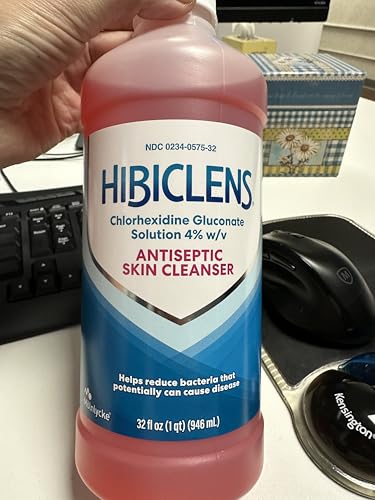 NDC 0234-0575-32
HIBICLENS®
Chlorhexidine Gluconate
Solution 4% w/v
ANTISEPTIC
SKIN CLEANSER
Helps reduce bacteria that
potentially can cause disease
32 fl oz (1 qt) (946 mL)
Kensington®